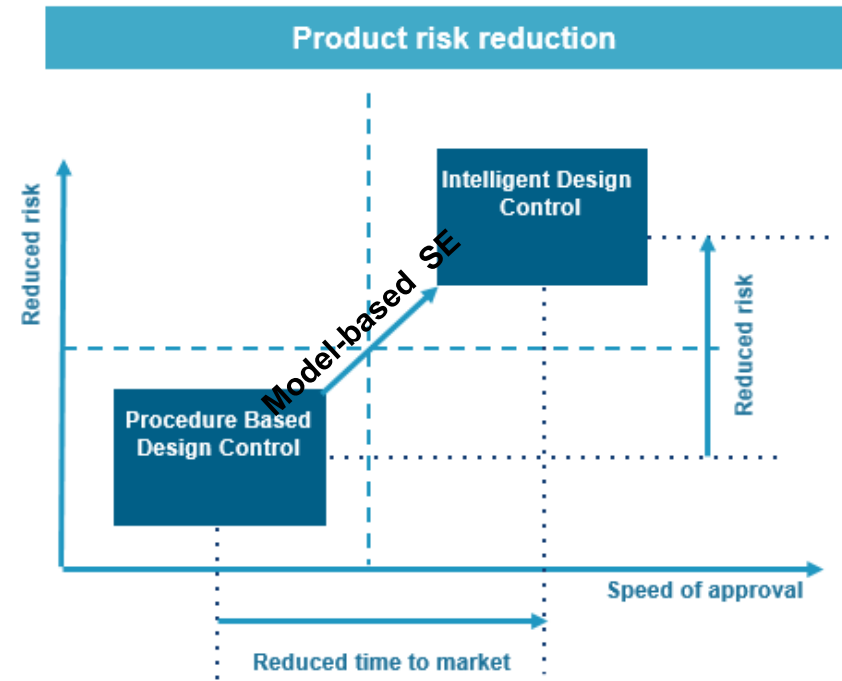 Product risk reduction
Reduced risk
Intelligent Design
Control
Model-based SE
Reduced risk
Procedure Based
Design Control
Speed of approval
Reduced time to market